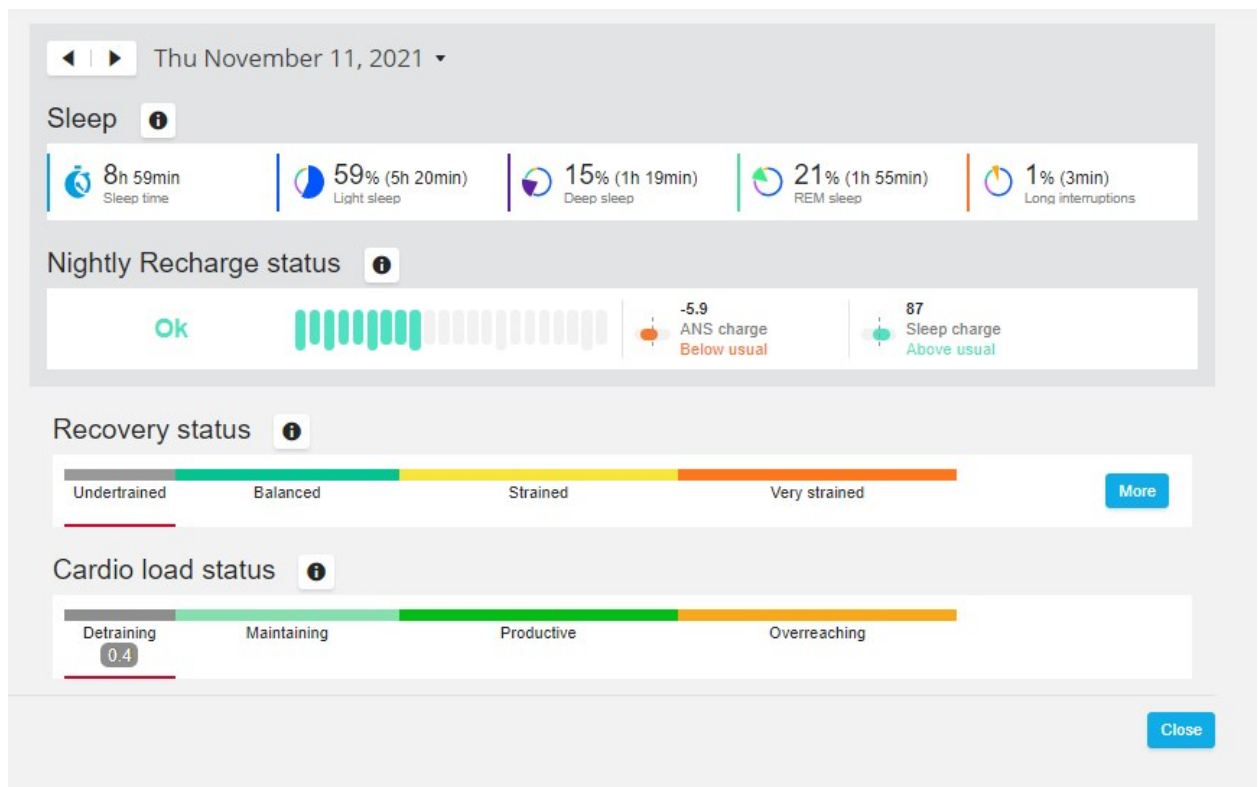 Thu November 11, 2021
Sleep
8h 59min
Sleep time
59% (5h 20min)
Light sleep
15% (1h 19min)
Deep sleep
21% (1h 55min)
REM sleep
1% (3min)
Long interruptions
Nightly Recharge status
Ok
-5.9
ANS charge
Below usual
87
Sleep charge
Above usual
Recovery status
Undertrained Balanced Strained Very strained
More
Cardio load status
Detraining Maintaining Productive Overreaching
0.4
Close